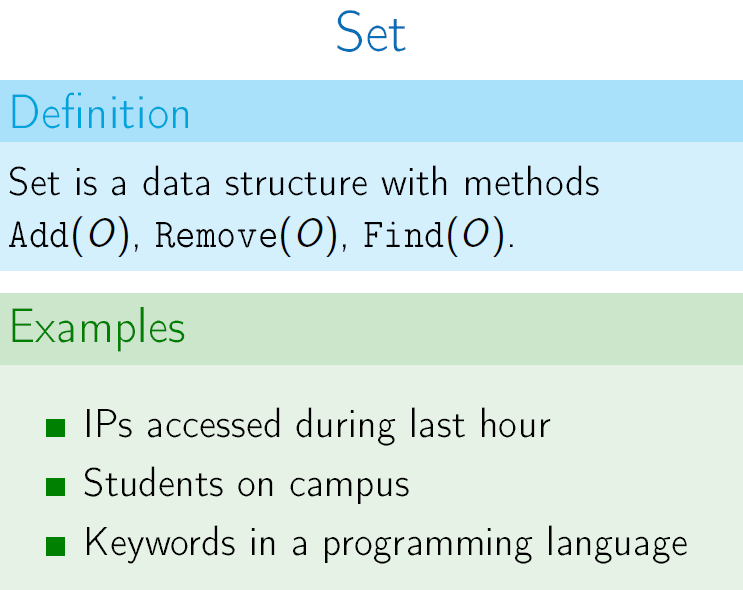 Set
Definition
Set is a data structure with methods
Add(O), Remove(O), Find(O).
Examples
IPs accessed during last hour
Students on campus
Keywords in a programming language